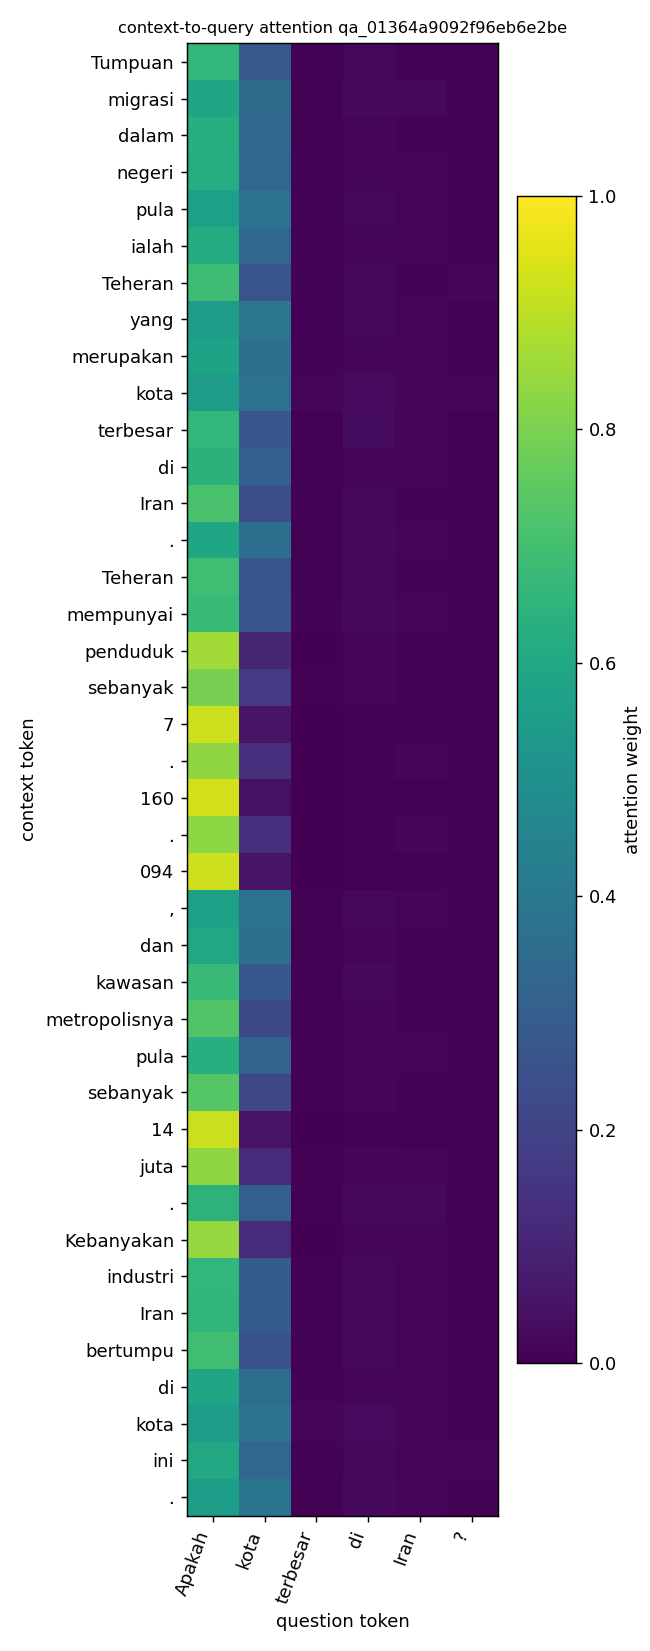 context-to-query attention qa_01364a9092f96eb6e2be
context token
Tumpuan
migrasi
dalam
negeri
pula
ialah
Teheran
yang
merupakan
kota
terbesar
di
Iran
.
Teheran
mempunyai
penduduk
sebanyak
7
.
160
.
094
,
dan
kawasan
metropolisnya
pula
sebanyak
14
juta
.
Kebanyakan
industri
Iran
bertumpu
di
kota
ini
.
Apakah
kota
terbesar
di
Iran
?
question token
1.0
0.8
0.6
0.4
0.2
0.0
attention weight